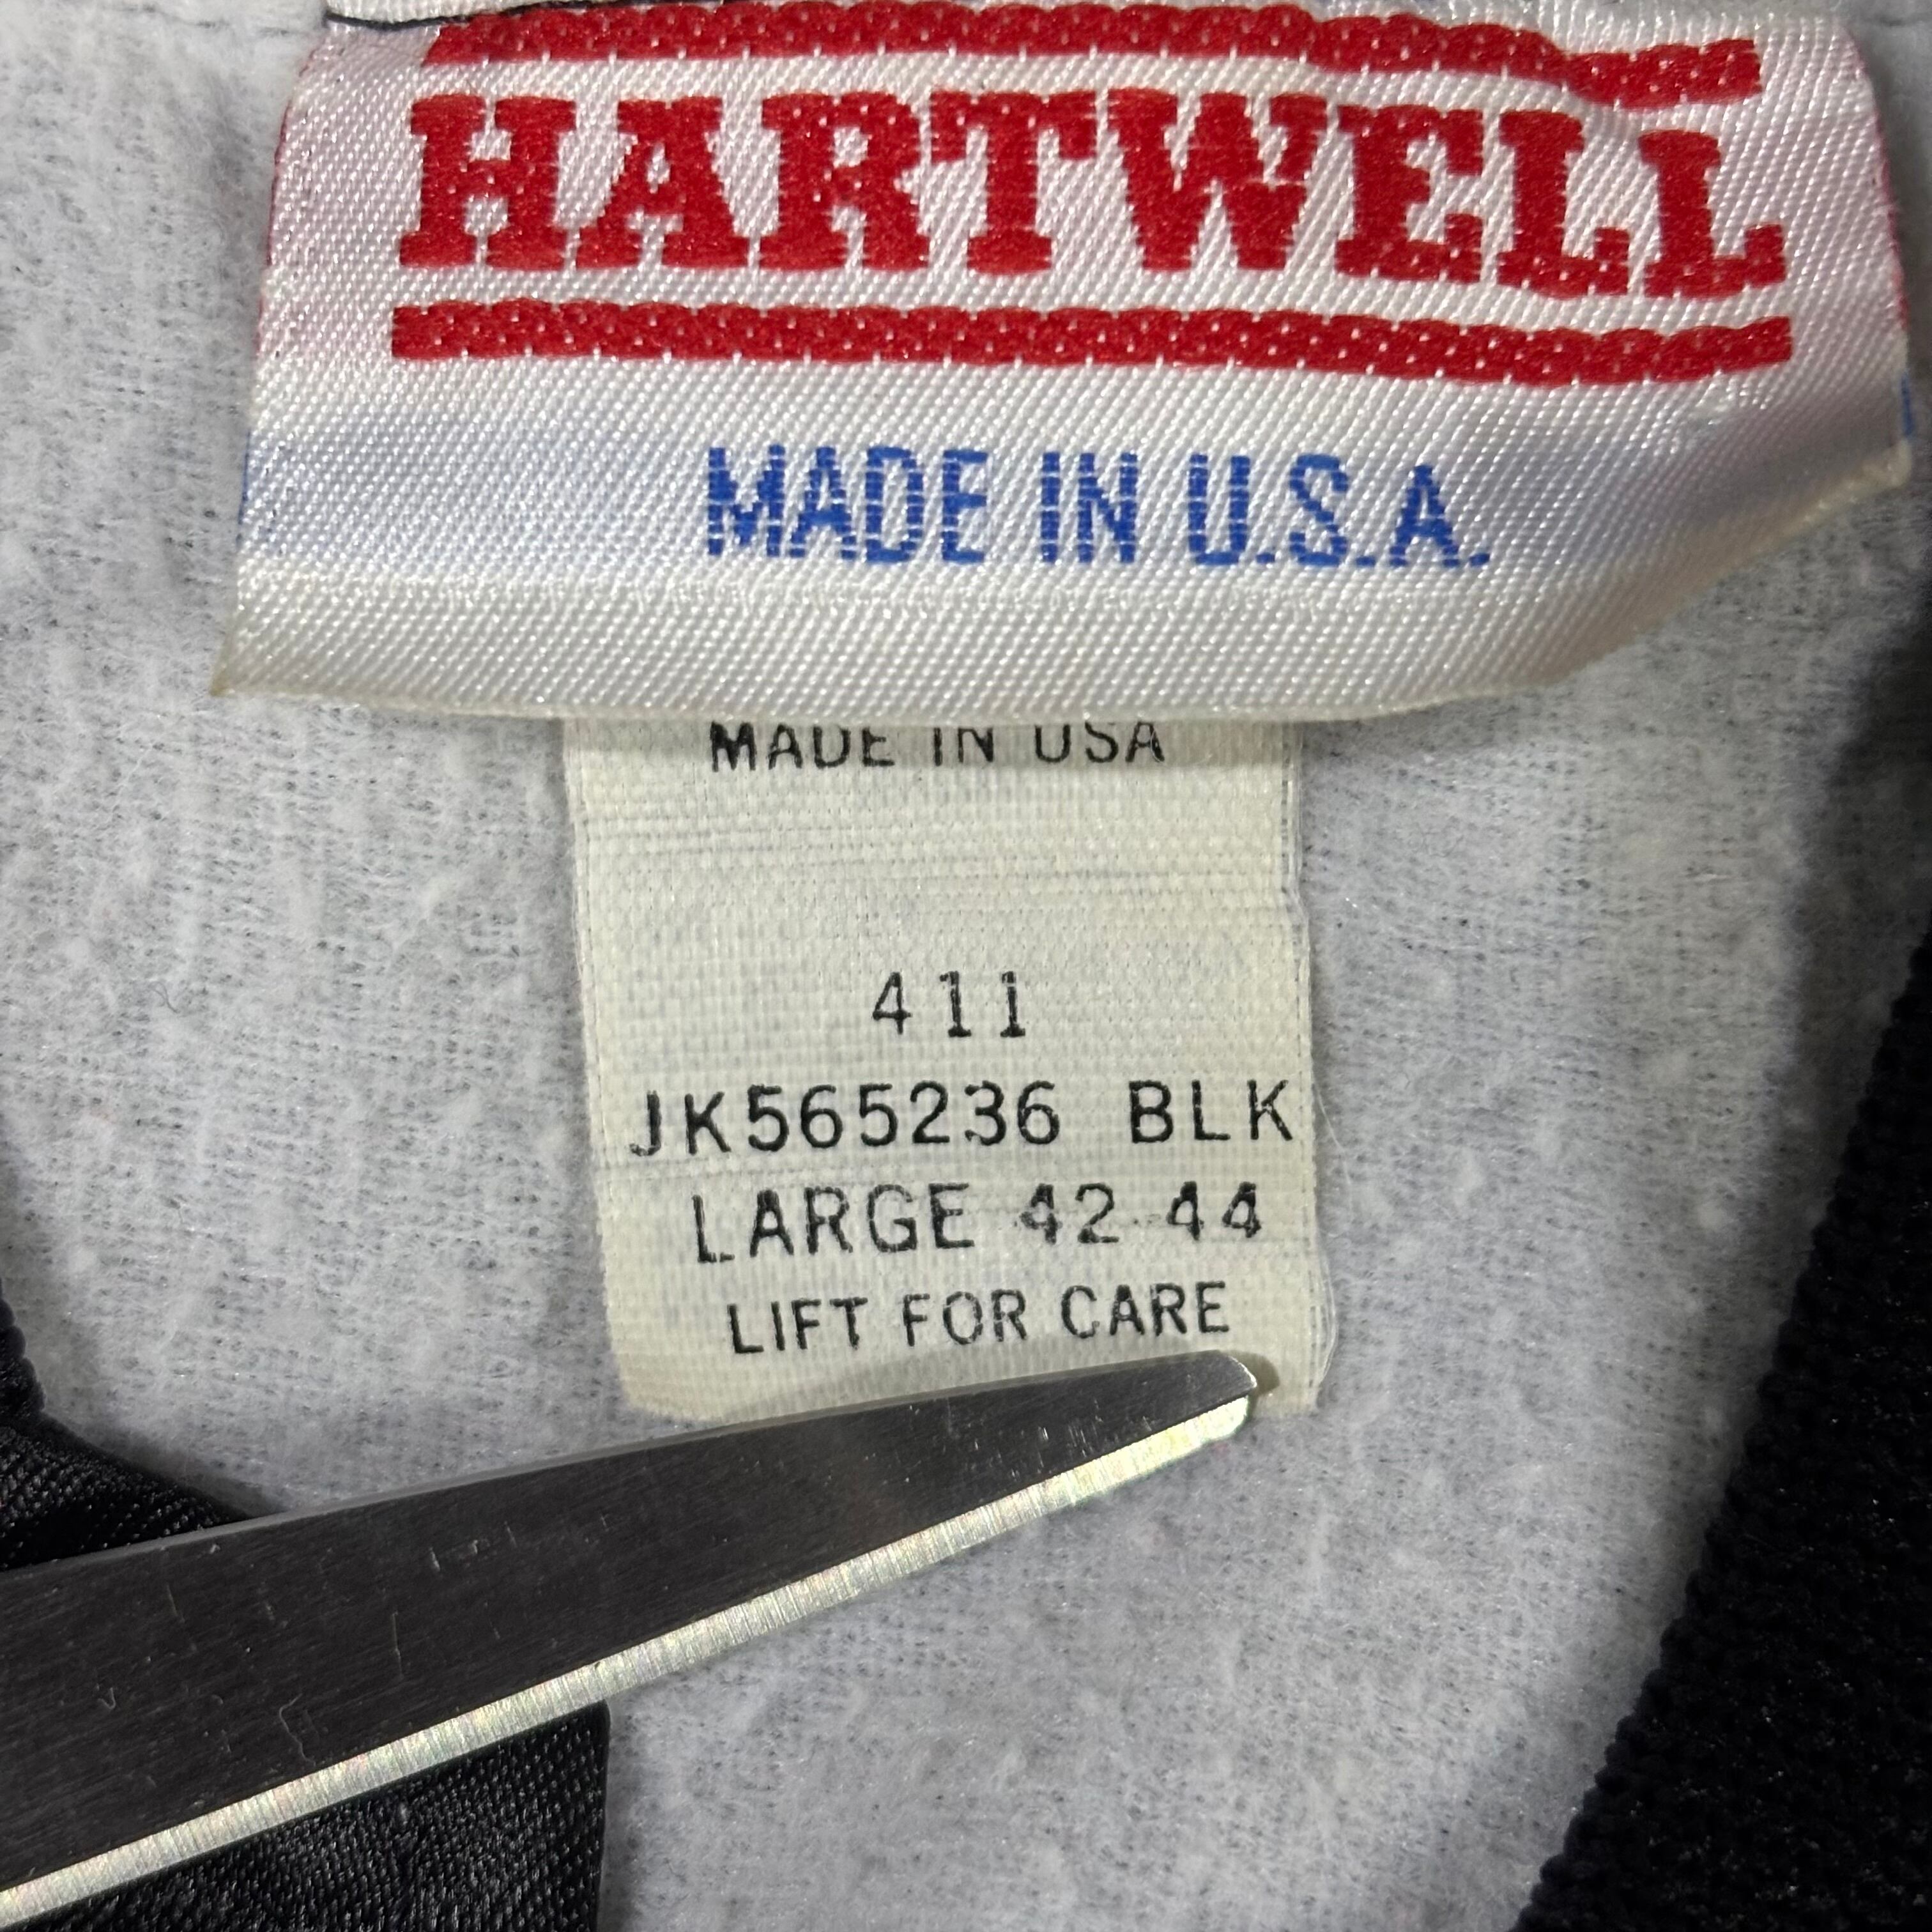 HARTWELL
MADE IN U.S.A.
MADE IN USA
411
JK565236 BLK
LARGE 42-44
LIFT FOR CARE